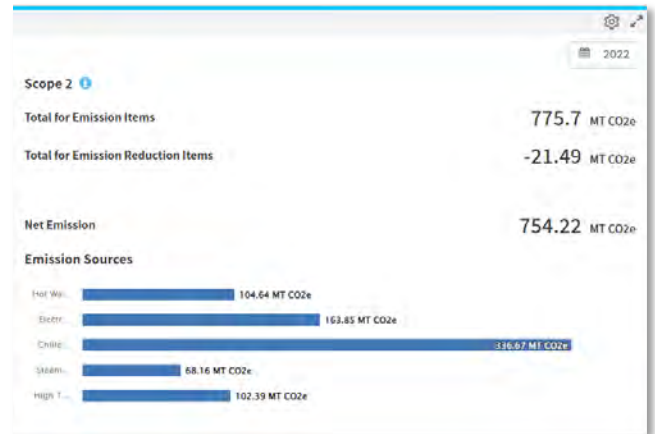 2022
Scope 2
Total for Emission Items 775.7 MT CO2e
Total for Emission Reduction Items -21.49 MT CO2e
Net Emission 754.22 MT CO2e
Emission Sources
Hot Wa... 104.64 MT CO2e
Electr... 163.85 MT CO2e
Chille... 336.67 MT CO2e
Steam... 68.16 MT CO2e
High T... 102.39 MT CO2e